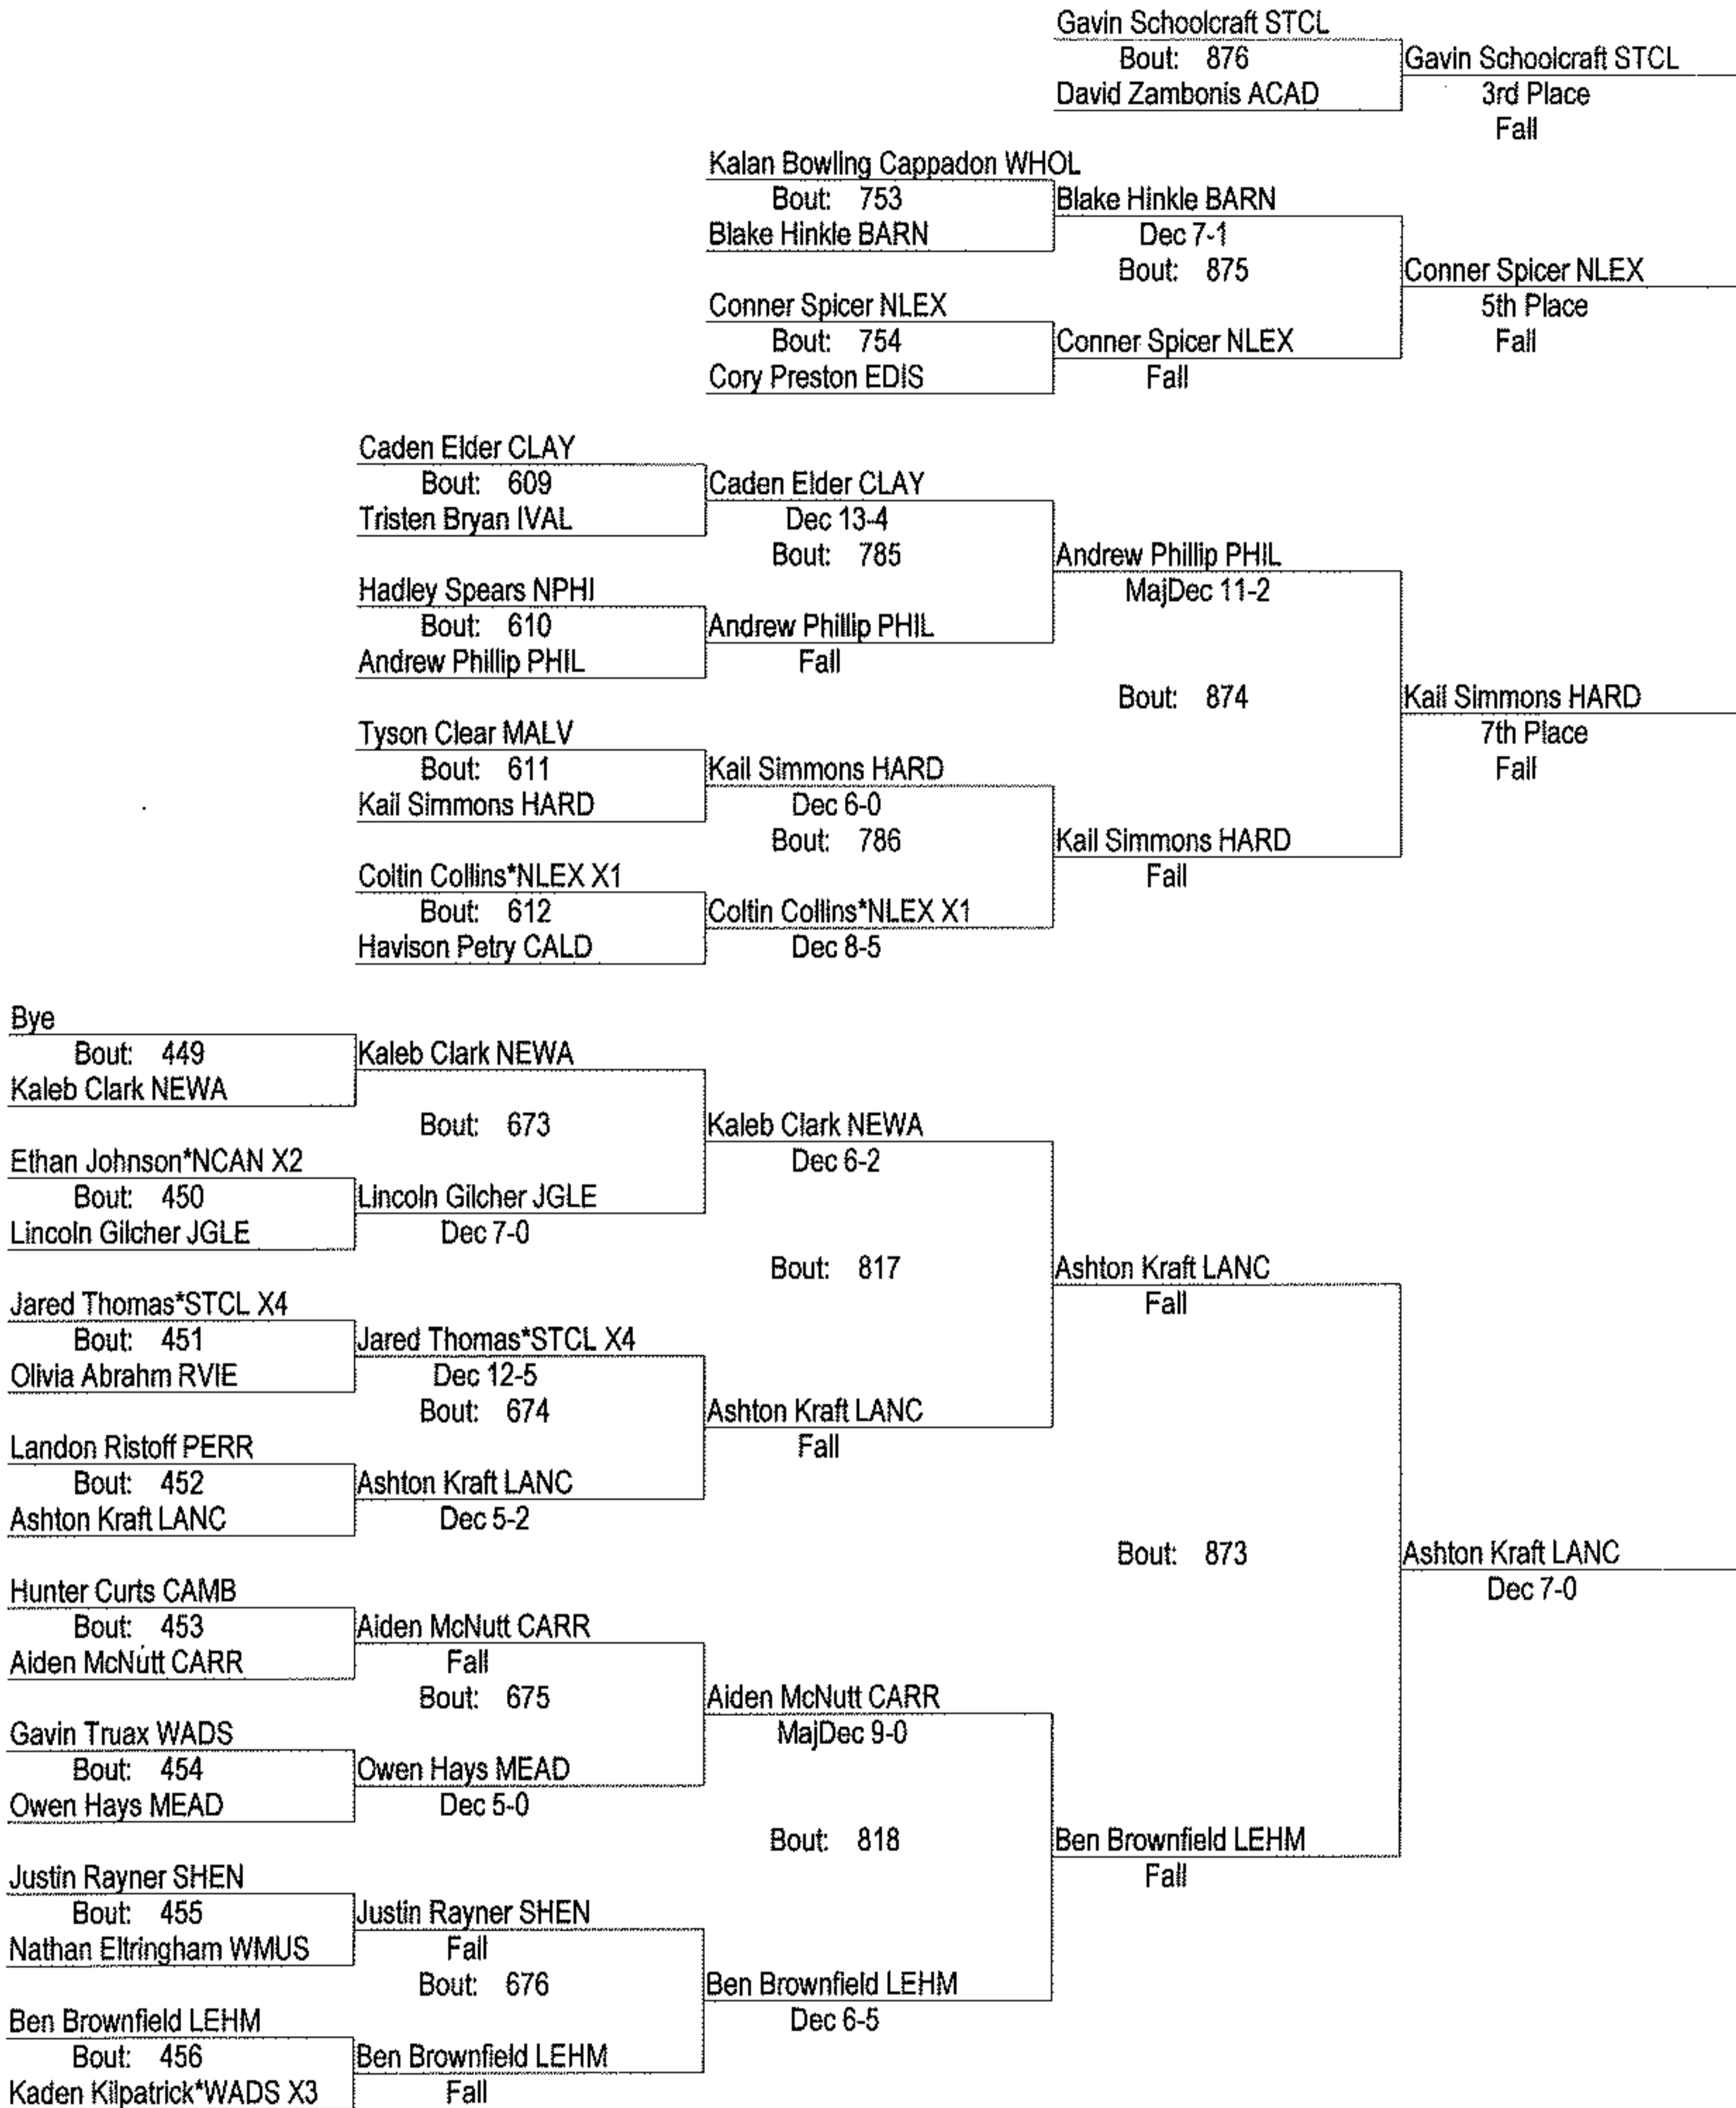 Gavin Schoolcraft STCL
Bout: 876
Gavin Schoolcraft STCL
David Zambonis ACAD
3rd Place
Fall
Kalan Bowling Cappadon WHOL
Bout: 753
Blake Hinkle BARN
Blake Hinkle BARN
Dec 7-1
Bout: 875
Conner Spicer NLEX
Conner Spicer NLEX
5th Place
Bout: 754
Conner Spicer NLEX
Fall
Cory Preston EDIS
Fall
Caden Elder CLAY
Bout: 609
Caden Elder CLAY
Tristen Bryan IVAL
Dec 13-4
Bout: 785
Andrew Phillip PHIL
Hadley Spears NPHI
MajDec 11-2
Bout: 610
Andrew Phillip PHIL
Andrew Phillip PHIL
Fall
Bout: 874
Kail Simmons HARD
Tyson Clear MALV
7th Place
Bout: 611
Kail Simmons HARD
Fall
Kail Simmons HARD
Dec 6-0
Bout: 786
Kail Simmons HARD
Coltin Collins*NLEX X1
Fall
Bout: 612
Coltin Collins*NLEX X1
Havison Petry CALD
Dec 8-5
Bye
Bout: 449
Kaleb Clark NEWA
Kaleb Clark NEWA
Bout: 673
Kaleb Clark NEWA
Ethan Johnson*NCAN X2
Dec 6-2
Bout: 450
Lincoln Gilcher JGLE
Lincoln Gilcher JGLE
Dec 7-0
Bout: 817
Ashton Kraft LANC
Jared Thomas*STCL X4
Fall
Bout: 451
Jared Thomas*STCL X4
Olivia Abrahm RVIE
Dec 12-5
Bout: 674
Ashton Kraft LANC
Landon Ristoff PERR
Fall
Bout: 452
Ashton Kraft LANC
Ashton Kraft LANC
Dec 5-2
Bout: 873
Ashton Kraft LANC
Hunter Curts CAMB
Dec 7-0
Bout: 453
Aiden McNutt CARR
Aiden McNutt CARR
Fall
Bout: 675
Aiden McNutt CARR
Gavin Truax WADS
MajDec 9-0
Bout: 454
Owen Hays MEAD
Owen Hays MEAD
Dec 5-0
Bout: 818
Ben Brownfield LEHM
Justin Rayner SHEN
Fall
Bout: 455
Justin Rayner SHEN
Nathan Eltringham WMUS
Fall
Bout: 676
Ben Brownfield LEHM
Ben Brownfield LEHM
Dec 6-5
Bout: 456
Ben Brownfield LEHM
Kaden Kilpatrick*WADS X3
Fall